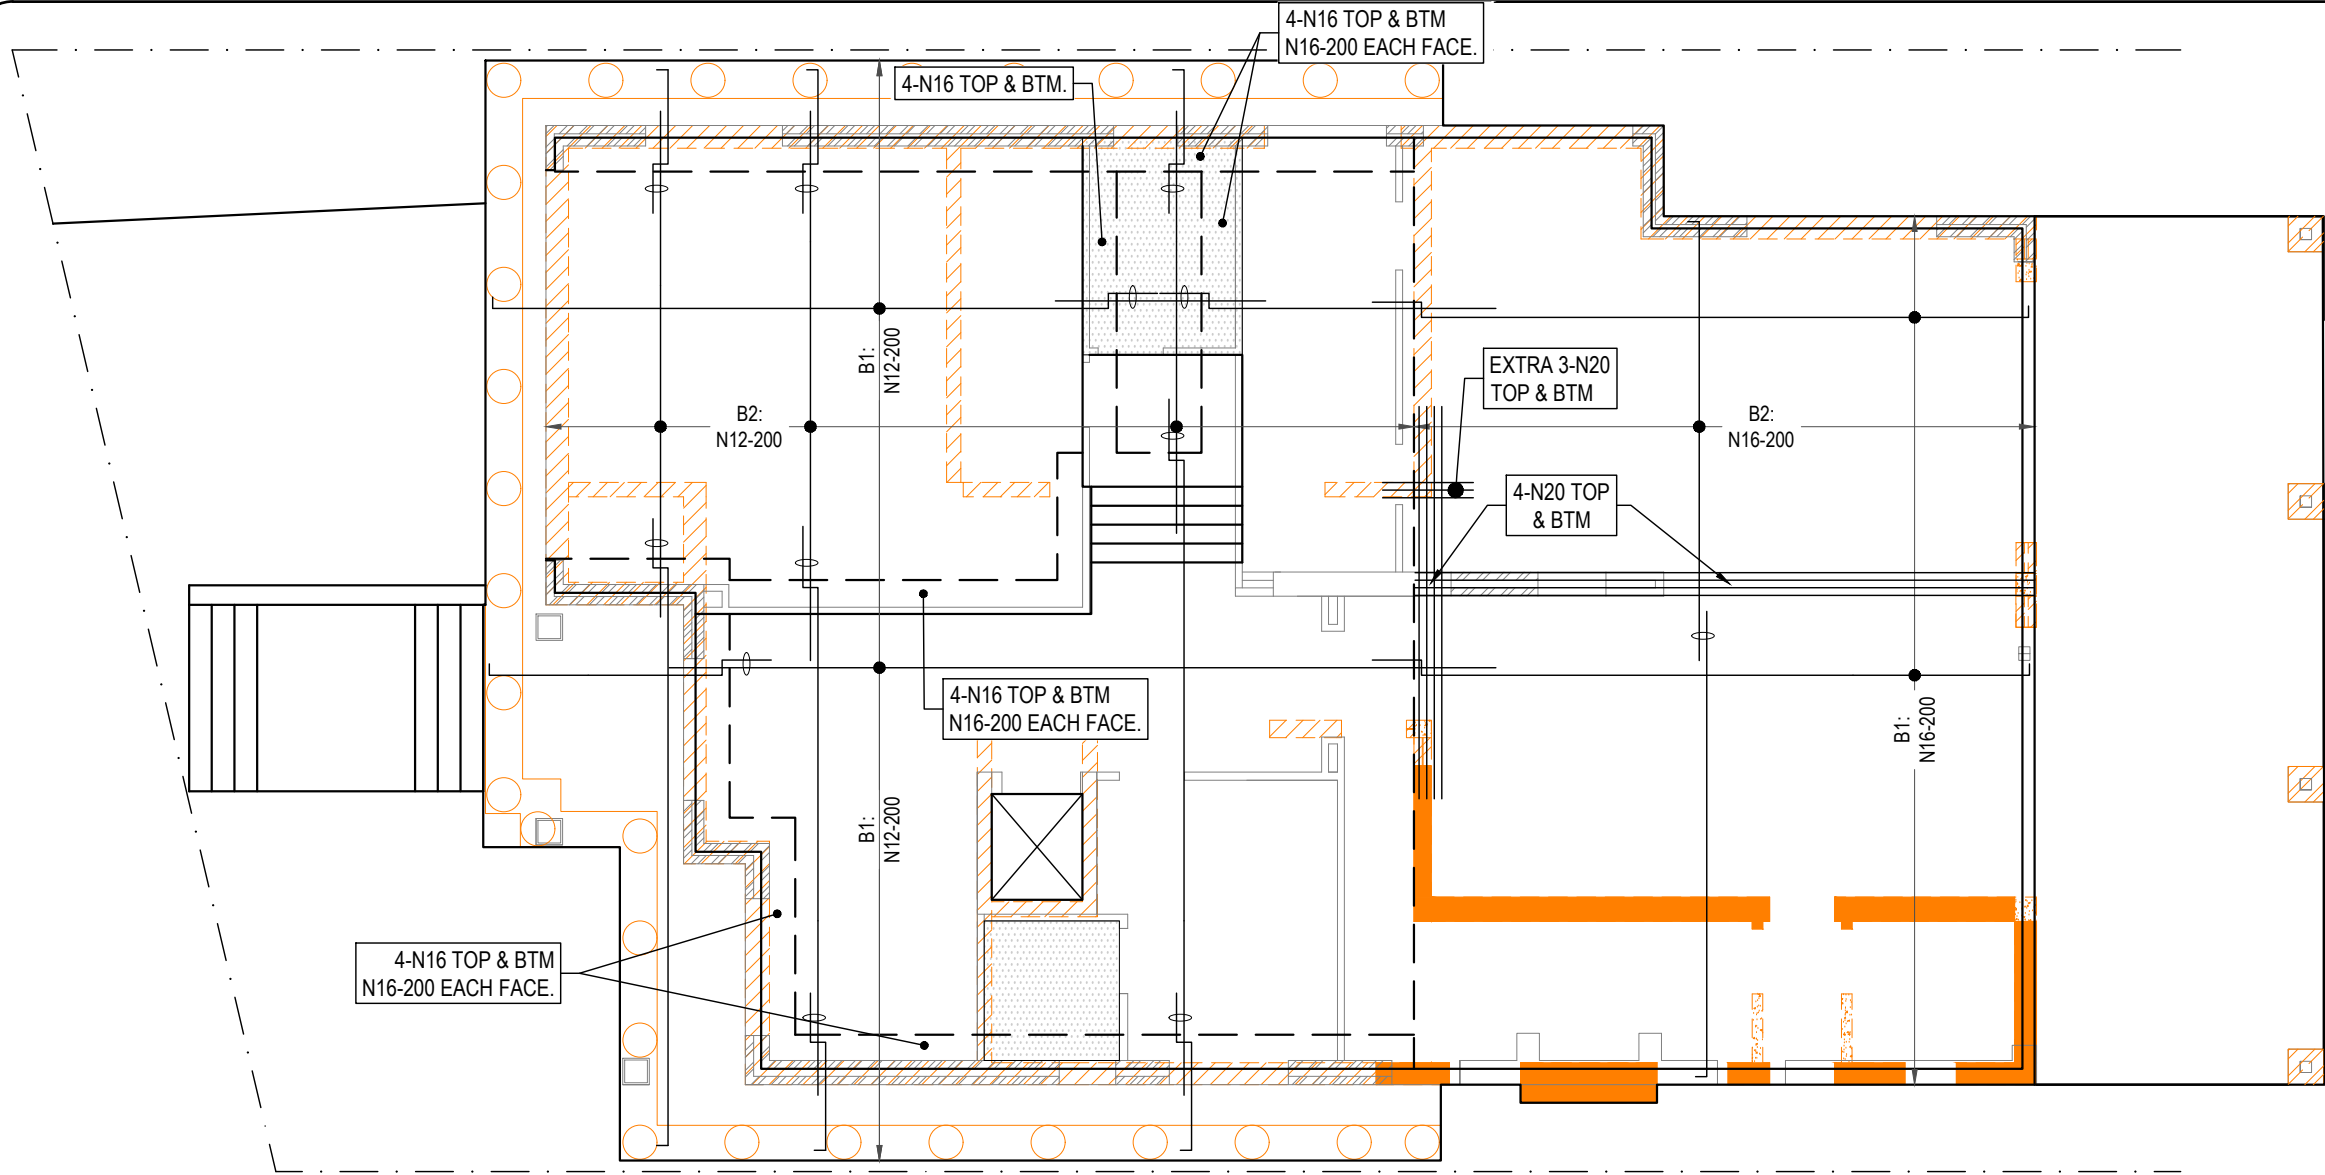 4-N16 TOP & BTM
N16-200 EACH FACE.
4-N16 TOP & BTM.
B1:
N12-200
EXTRA 3-N20
TOP & BTM
B2:
N12-200
B2:
N16-200
4-N20 TOP
& BTM
4-N16 TOP & BTM
N16-200 EACH FACE.
B1:
N16-200
B1:
N12-200
4-N16 TOP & BTM
N16-200 EACH FACE.